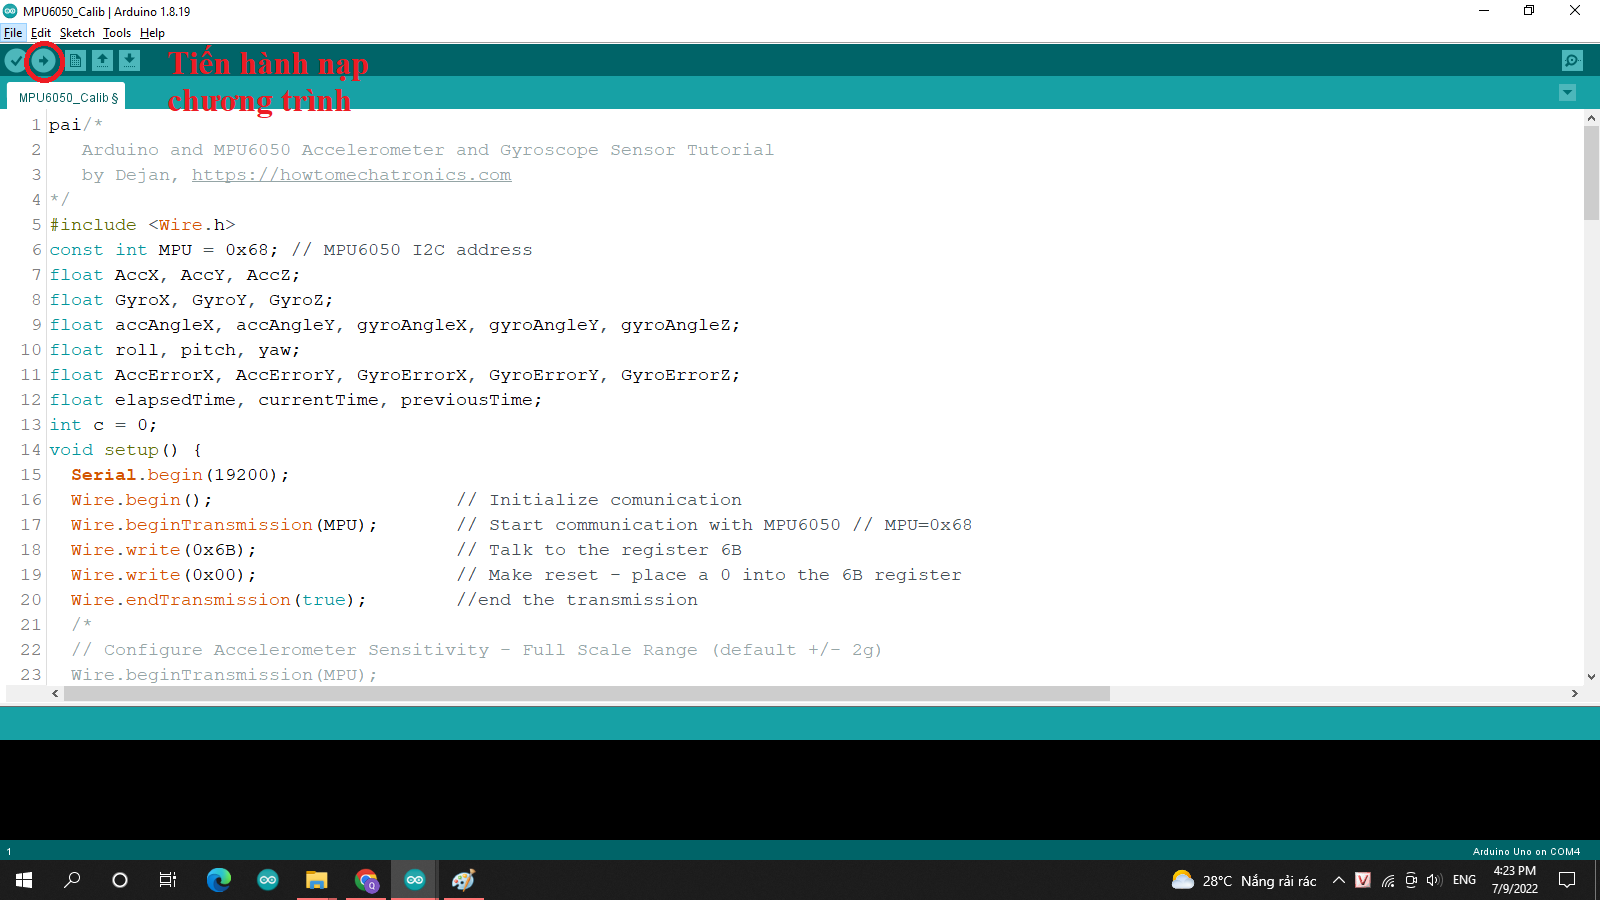 MPU6050_Calib | Arduino 1.8.19
File Edit Sketch Tools Help
Tiến hành nạp
chương trình
MPU6050_Calib §
1 pai/*
2 Arduino and MPU6050 Accelerometer and Gyroscope Sensor Tutorial
3 by Dejan, https://howtomechatronics.com
4 */
5 #include <Wire.h>
6 const int MPU = 0x68; // MPU6050 I2C address
7 float AccX, AccY, AccZ;
8 float GyroX, GyroY, GyroZ;
9 float accAngleX, accAngleY, gyroAngleX, gyroAngleY, gyroAngleZ;
10 float roll, pitch, yaw;
11 float AccErrorX, AccErrorY, GyroErrorX, GyroErrorY, GyroErrorZ;
12 float elapsedTime, currentTime, previousTime;
13 int c = 0;
14 void setup() {
15 Serial.begin(19200);
16 Wire.begin(); // Initialize comunication
17 Wire.beginTransmission(MPU); // Start communication with MPU6050 // MPU=0x68
18 Wire.write(0x6B); // Talk to the register 6B
19 Wire.write(0x00); // Make reset - place a 0 into the 6B register
20 Wire.endTransmission(true); //end the transmission
21 /*
22 // Configure Accelerometer Sensitivity - Full Scale Range (default +/- 2g)
23 Wire.beginTransmission(MPU);
1 Arduino Uno on COM4
28°C Nắng rải rác ENG 4:23 PM
7/9/2022